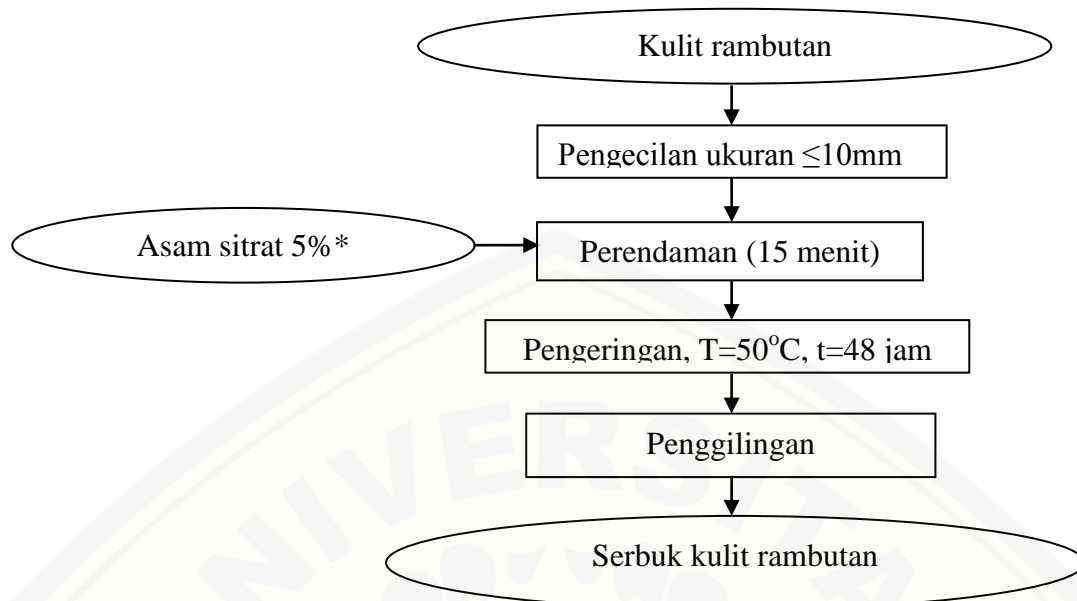 Kulit rambutan
Pengecilan ukuran ≤10mm
Asam sitrat 5%*
Perendaman (15 menit)
Pengeringan, T=50°C, t=48 jam
Penggilingan
Serbuk kulit rambutan